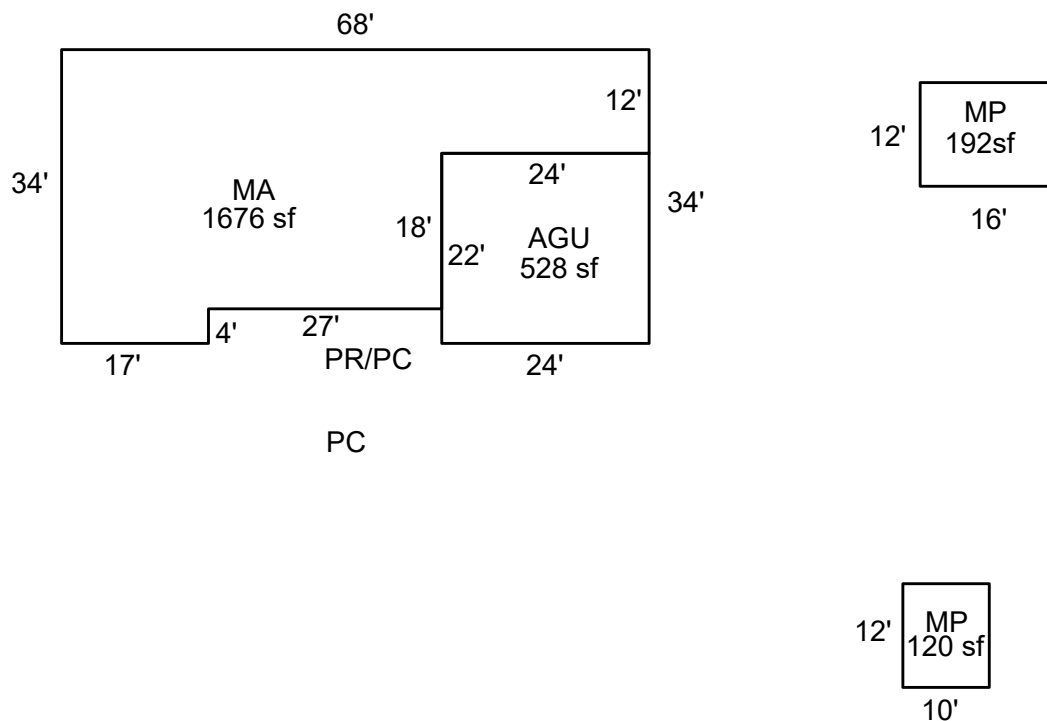 68'
12'
34'
MA
1676 sf
24'
18'
22'
AGU
528 sf
34'
4'
27'
17'
PR/PC
24'
PC
12'
MP
192sf
16'
12'
MP
120 sf
10'